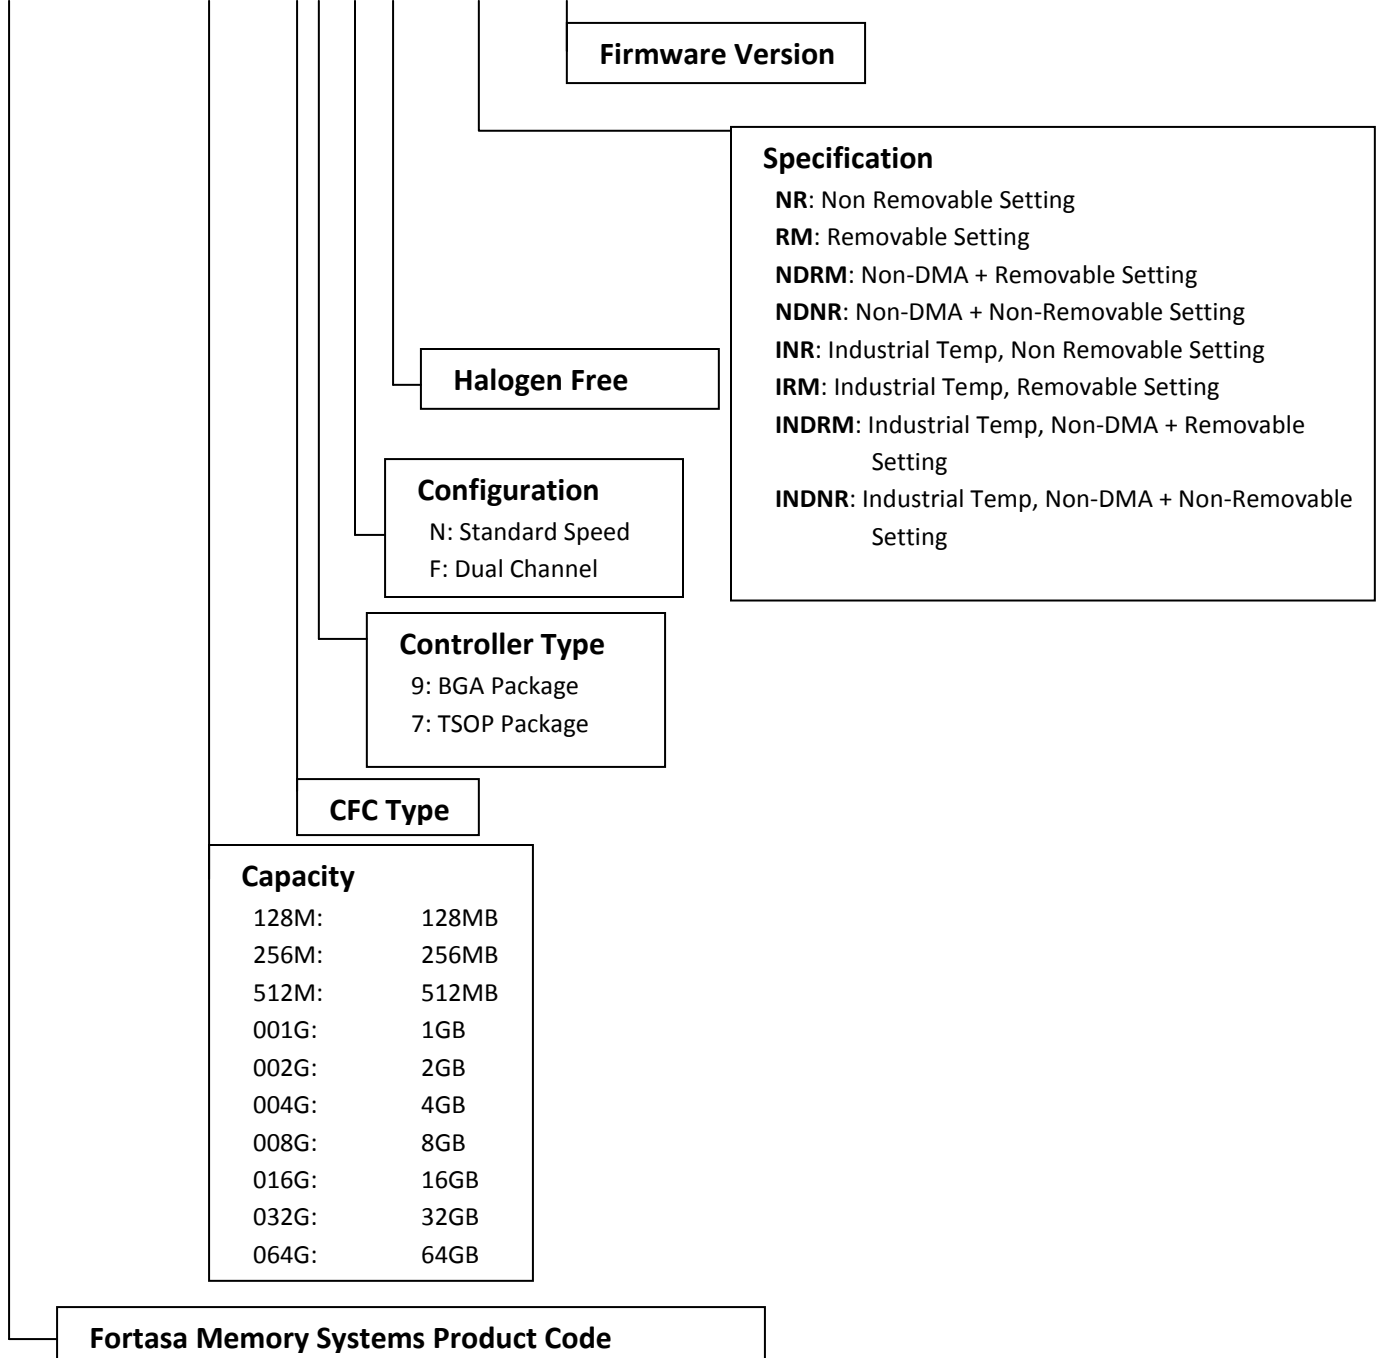 Firmware Version
Specification
NR: Non Removable Setting
RM: Removable Setting
NDRM: Non-DMA + Removable Setting
NDNR: Non-DMA + Non-Removable Setting
INR: Industrial Temp, Non Removable Setting
IRM: Industrial Temp, Removable Setting
INDRM: Industrial Temp, Non-DMA + Removable
Setting
INDNR: Industrial Temp, Non-DMA + Non-Removable
Setting
Halogen Free
Configuration
N: Standard Speed
F: Dual Channel
Controller Type
9: BGA Package
7: TSOP Package
CFC Type
Capacity
128M: 128MB
256M: 256MB
512M: 512MB
001G: 1GB
002G: 2GB
004G: 4GB
008G: 8GB
016G: 16GB
032G: 32GB
064G: 64GB
Fortasa Memory Systems Product Code